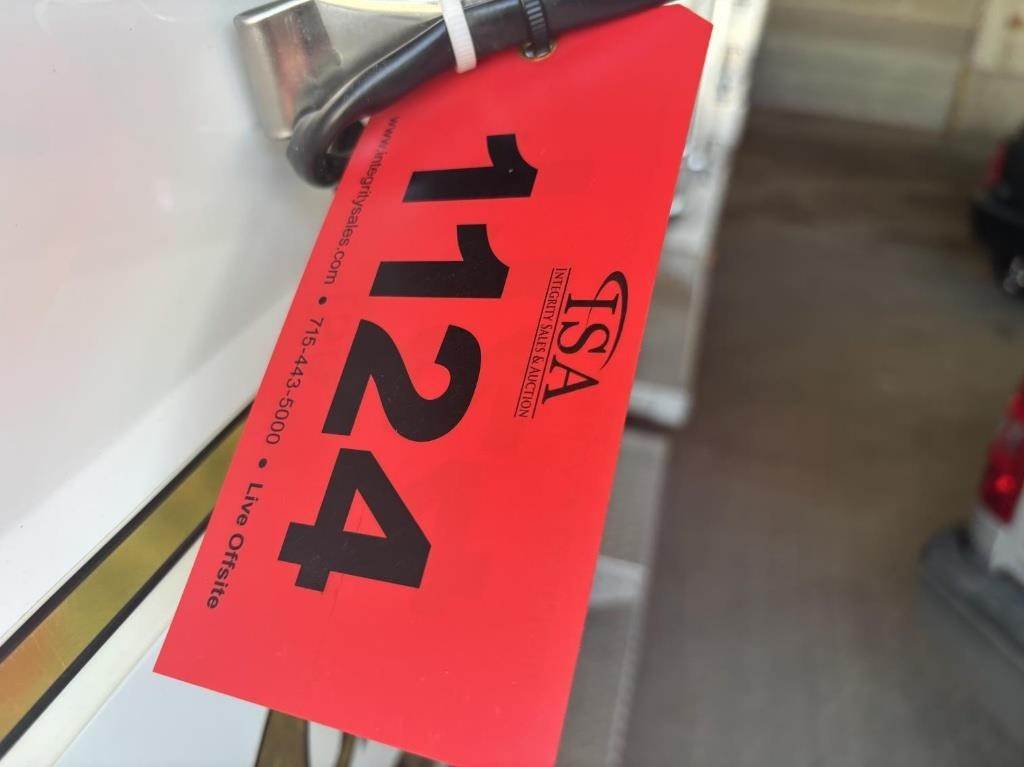 ISA
INTEGRITY SALES & AUCTION
1124
www.integritysales.com • 715-443-5000 • Live Offsite